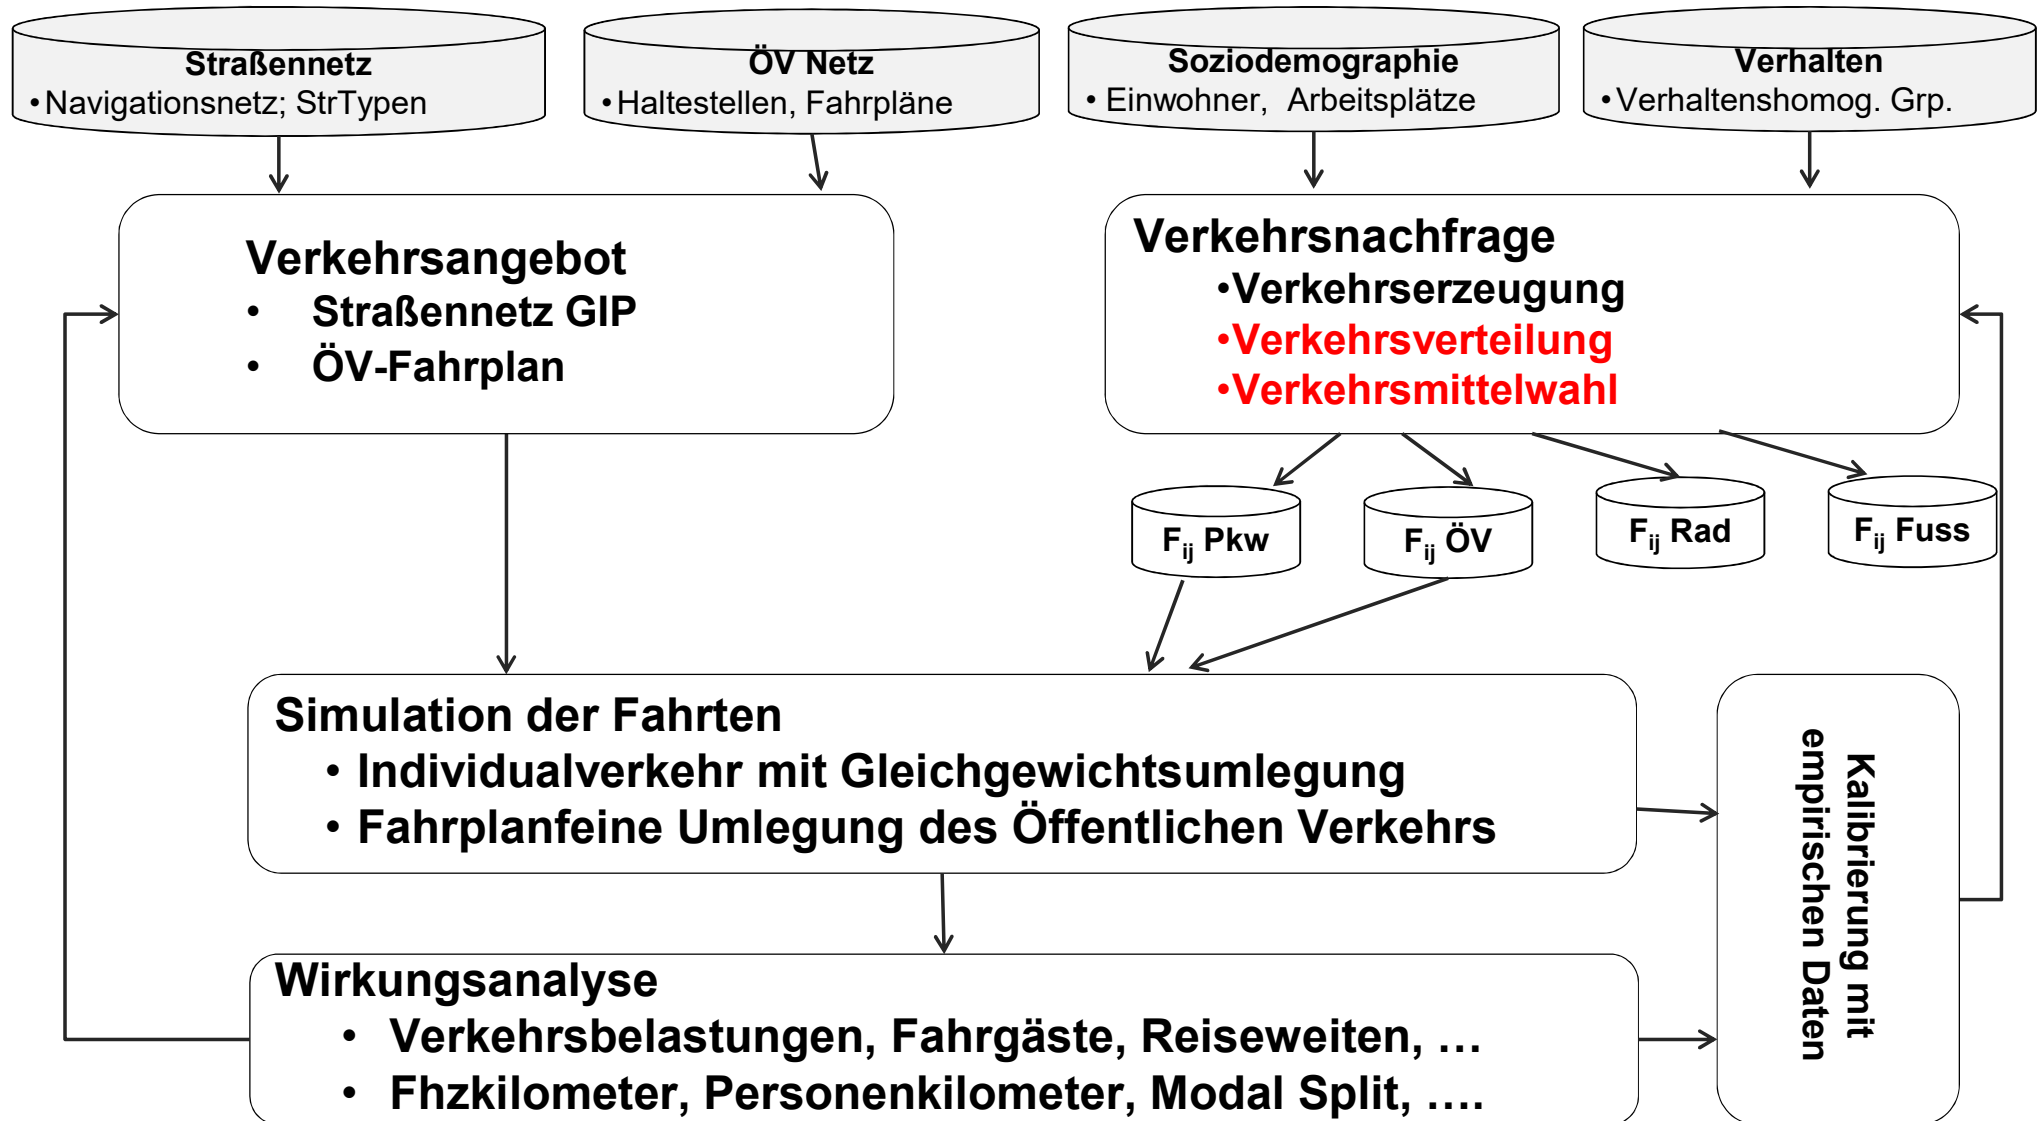 Straßennetz
•Navigationsnetz; StrTypen
ÖV Netz
•Haltestellen, Fahrpläne
Soziodemographie
• Einwohner, Arbeitsplätze
Verhalten
•Verhaltenshomog. Grp.
Verkehrsangebot
• Straßennetz GIP
• ÖV-Fahrplan
Verkehrsnachfrage
•Verkehrserzeugung
•Verkehrsverteilung
•Verkehrsmittelwahl
Fij Pkw
Fij ÖV
Fij Rad
Fij Fuss
Simulation der Fahrten
• Individualverkehr mit Gleichgewichtsumlegung
• Fahrplanfeine Umlegung des Öffentlichen Verkehrs
Kalibrierung mit
empirischen Daten
Wirkungsanalyse
• Verkehrsbelastungen, Fahrgäste, Reiseweiten, …
• Fhzkilometer, Personenkilometer, Modal Split, ….